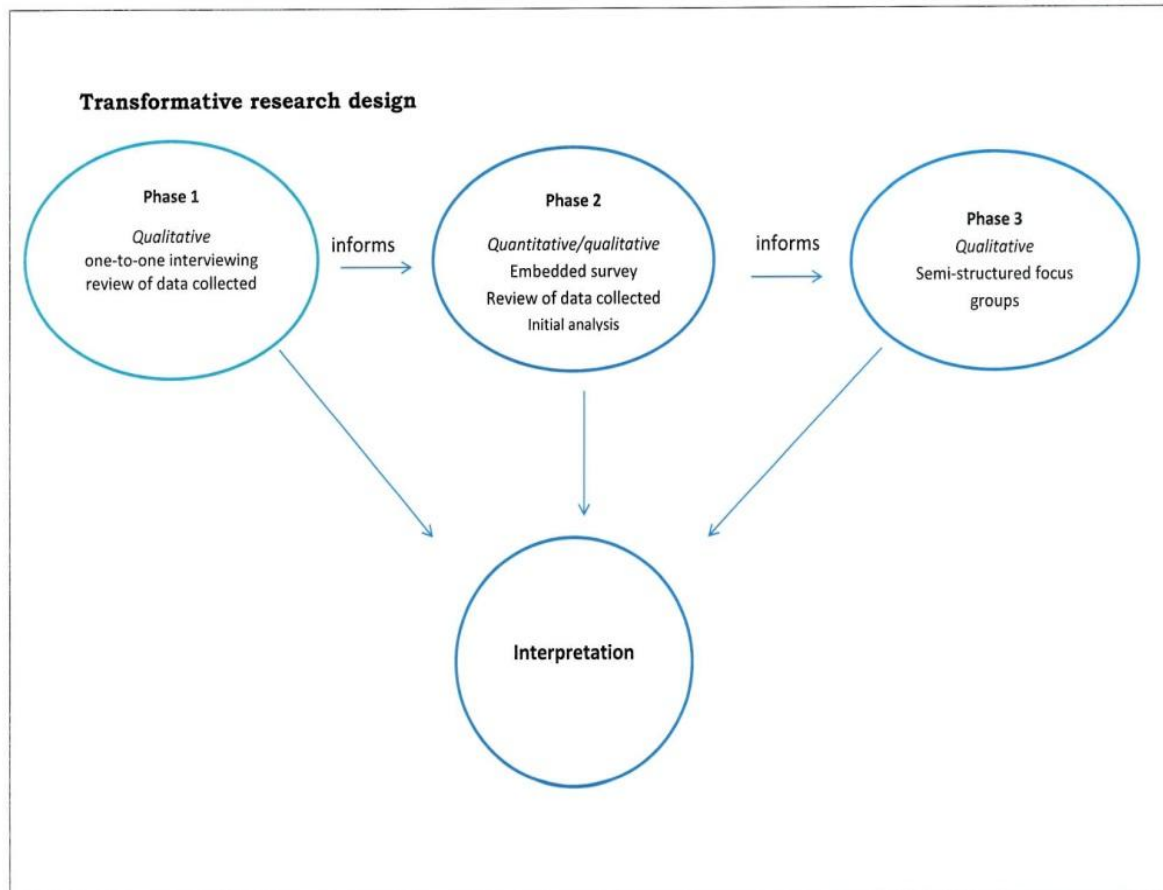 Transformative research design
Phase 1
Qualitative
one-to-one interviewing
review of data collected
informs
Phase 2
Quantitative/qualitative
Embedded survey
Review of data collected
Initial analysis
informs
Phase 3
Qualitative
Semi-structured focus
groups
Interpretation